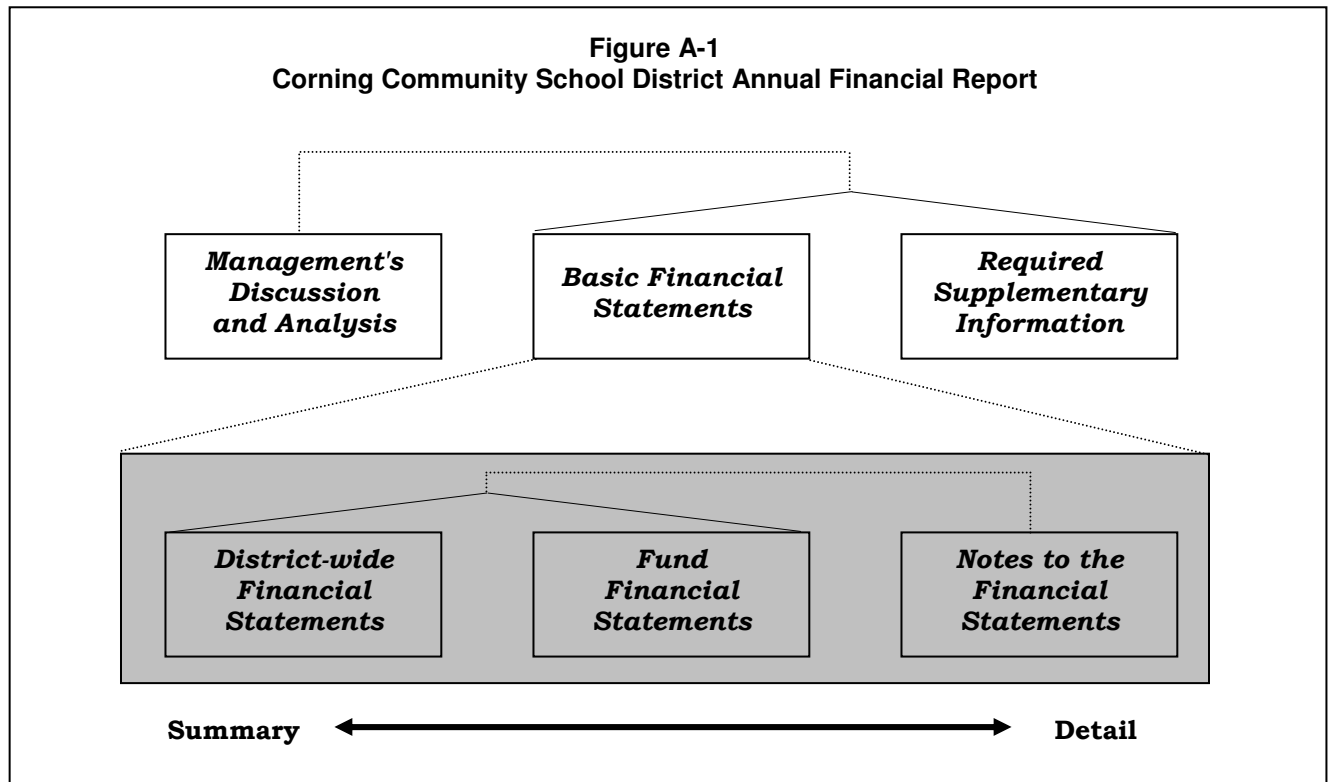 Figure A-1
Corning Community School District Annual Financial Report
Management's
Discussion
and Analysis
Basic Financial
Statements
Required
Supplementary
Information
District-wide
Financial
Statements
Fund
Financial
Statements
Notes to the
Financial
Statements
Summary
Detail